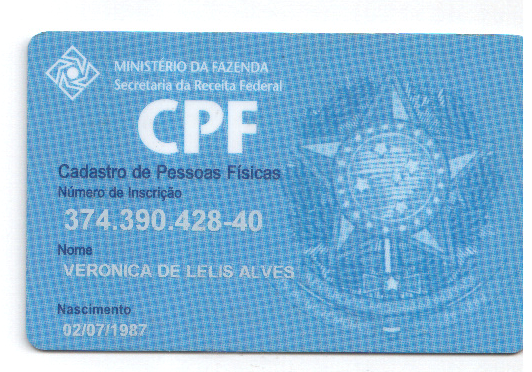 MINISTÉRIO DA FAZENDA
Secretaria da Receita Federal
CPF
Cadastro de Pessoas Físicas
Número de Inscrição
374.390.428-40
Nome
VERONICA DE LELIS ALVES
Nascimento
02/07/1987